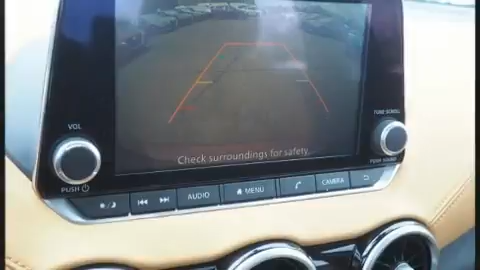 Check surroundings for safety.
VOL
PUSH
TUNE·SCROLL
PUSH SOUND
AUDIO
MENU
CAMERA